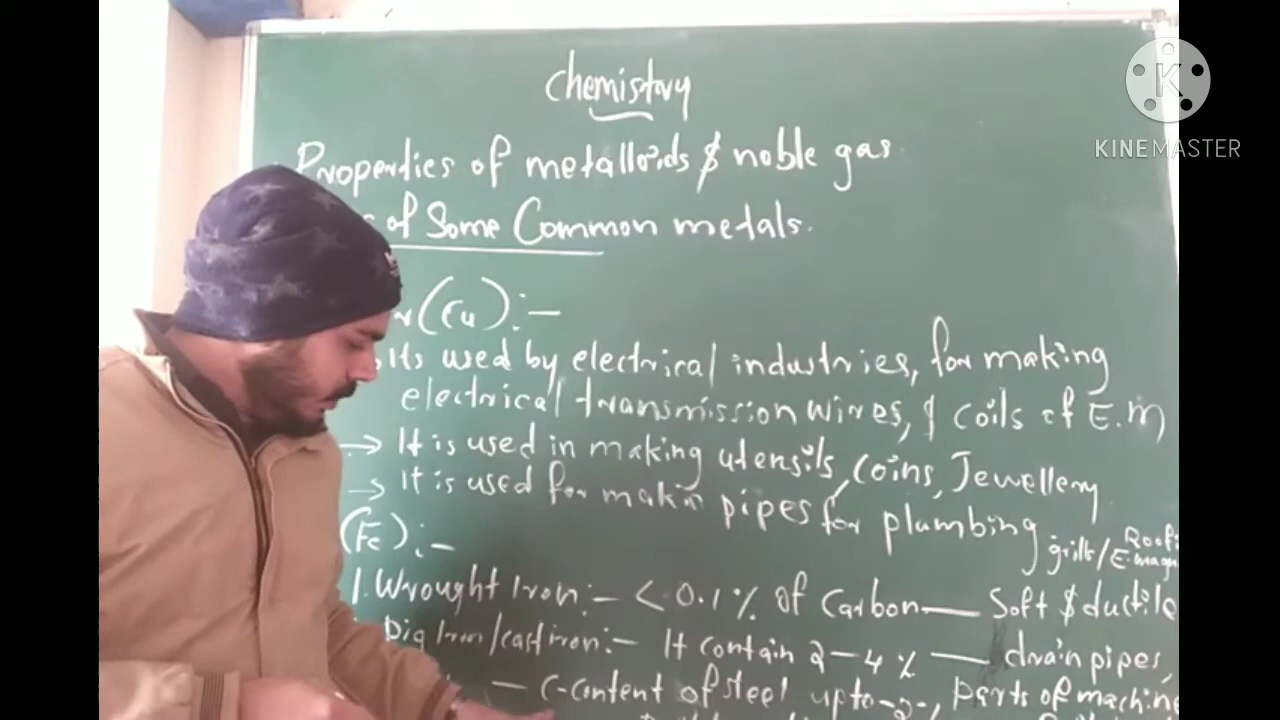 Chemistry
KINEMASTER
Properties of metalloids & noble gas
of Some Common metals.
(Cu):-
Its used by electrical industries, for making
electrical transmission wires, & coils of E.m
→ It is used in making utensils, coins, Jewellery
→ It is used for makin pipes for plumbing
grills/
(Fe):-
1. Wrought Iron:- < 0.1% of Carbon — Soft & ductile
Pig Iron/cast iron:- It contain 2-4% — drain pipes,
— C-content of steel upto-2-, parts of machine